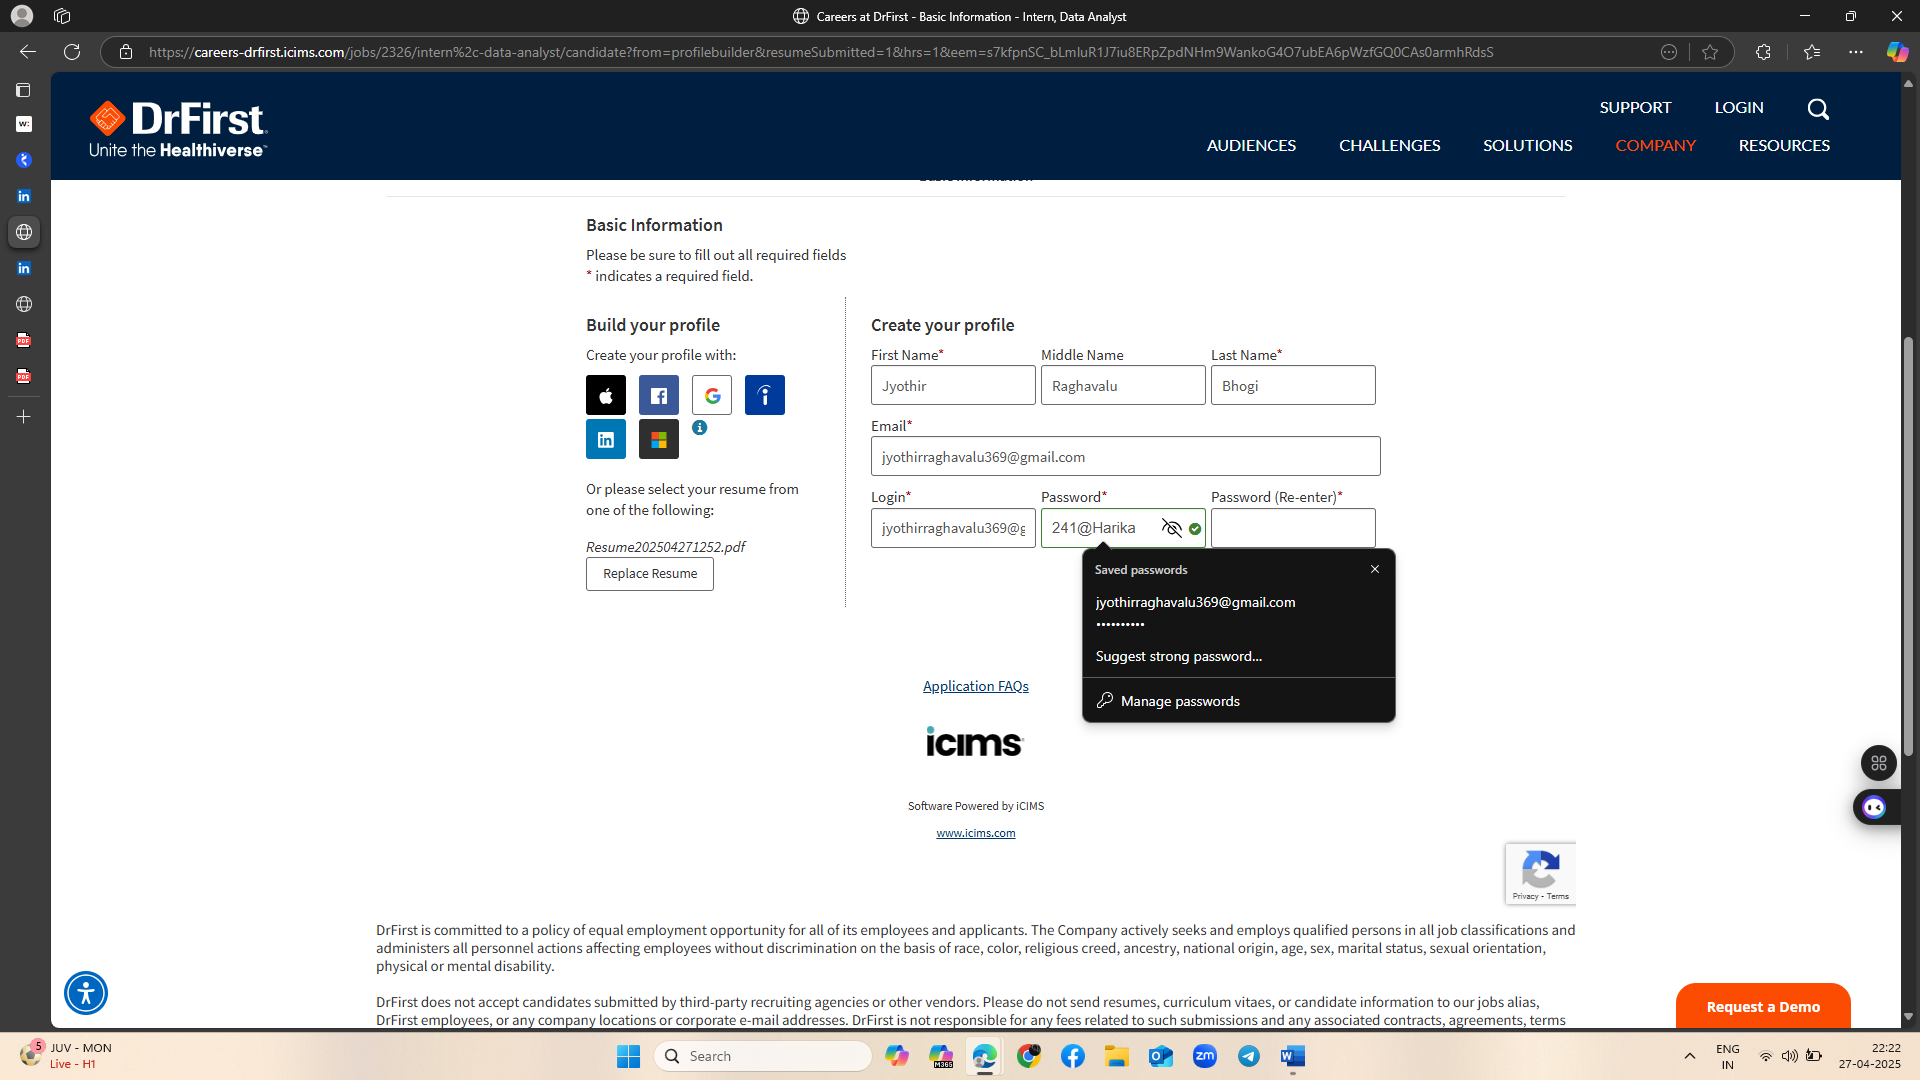 Careers at DrFirst - Basic Information - Intern, Data Analyst
https://careers-drfirst.icims.com/jobs/2326/intern%2c-data-analyst/candidate?from=profilebuilder&resumeSubmitted=1&hrs=1&eem=s7kfpnSC_bLmluR1J7iu8ERpZpdNHm9WankoG4O7ubEA6pWzfGQ0CAs0armhRdsS
DrFirst
Unite the Healthiverse
SUPPORT LOGIN
AUDIENCES CHALLENGES SOLUTIONS COMPANY RESOURCES
Basic Information
Please be sure to fill out all required fields
* indicates a required field.
Build your profile
Create your profile with:
Or please select your resume from
one of the following:
Resume202504271252.pdf
Replace Resume
Create your profile
First Name* Middle Name Last Name*
Jyothir Raghavalu Bhogi
Email*
jyothirraghavalu369@gmail.com
Login* Password* Password (Re-enter)*
jyothirraghavalu369@g 241@Harika
Saved passwords
jyothirraghavalu369@gmail.com
••••••••••
Suggest strong password...
Manage passwords
Application FAQs
icims
Software Powered by iCIMS
www.icims.com
Privacy - Terms
DrFirst is committed to a policy of equal employment opportunity for all of its employees and applicants. The Company actively seeks and employs qualified persons in all job classifications and
administers all personnel actions affecting employees without discrimination on the basis of race, color, religious creed, ancestry, national origin, age, sex, marital status, sexual orientation,
physical or mental disability.
DrFirst does not accept candidates submitted by third-party recruiting agencies or other vendors. Please do not send resumes, curriculum vitaes, or candidate information to our jobs alias,
DrFirst employees, or any company locations or corporate e-mail addresses. DrFirst is not responsible for any fees related to such submissions and any associated contracts, agreements, terms
Request a Demo
5
JUV - MON
Live - H1
Search
M365
zm
ENG
IN
22:22
27-04-2025